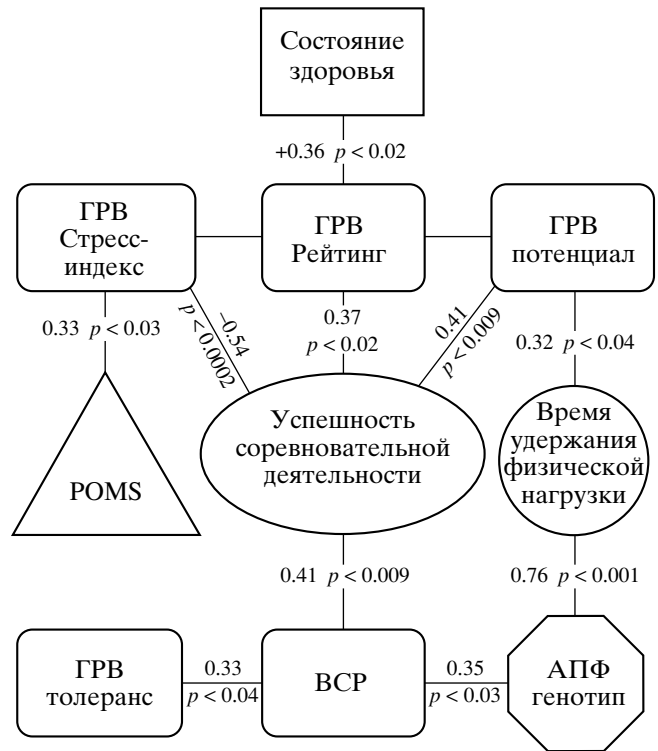 Состояние
здоровья
+0.36 p < 0.02
ГРВ
Стресс-
индекс
ГРВ
Рейтинг
ГРВ
потенциал
0.33 p < 0.03
–0.54
p < 0.0002
0.37
p < 0.02
0.41
p < 0.009
0.32 p < 0.04
POMS
Успешность
соревновательной
деятельности
Время
удержания
физической
нагрузки
0.41 p < 0.009
0.76 p < 0.001
ГРВ
толеранс
0.33
p < 0.04
ВСР
0.35
p < 0.03
АПФ
генотип